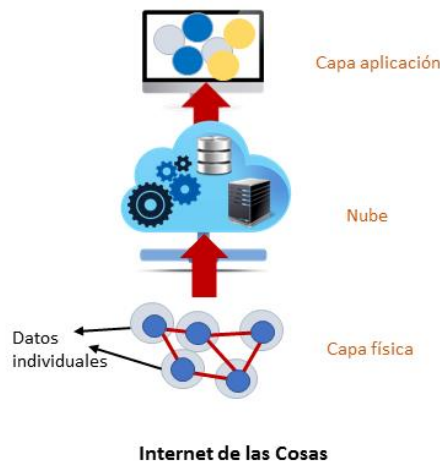 Capa aplicación
Nube
Datos
individuales
Capa física
Internet de las Cosas